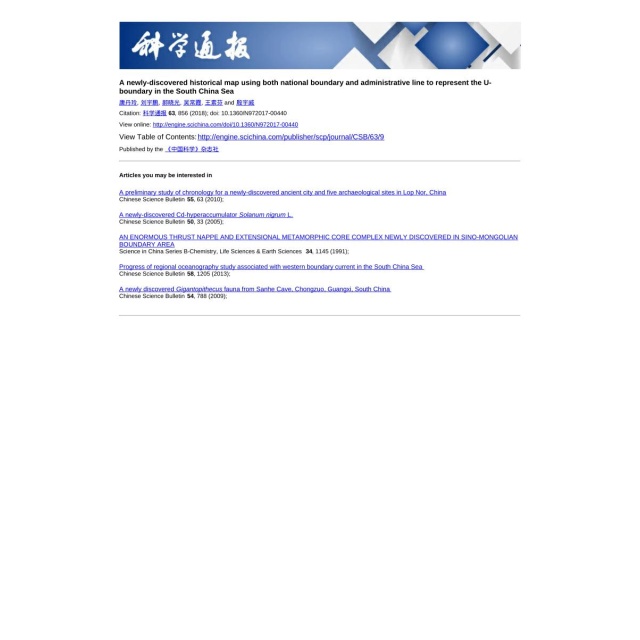 科学通报
A newly-discovered historical map using both national boundary and administrative line to represent the U-
boundary in the South China Sea
唐丹玲, 刘宇鹏, 郝晓光, 吴常霞, 王素芬 and 殷宇威
Citation: 科学通报 63, 856 (2018); doi: 10.1360/N972017-00440
View online: http://engine.scichina.com/doi/10.1360/N972017-00440
View Table of Contents: http://engine.scichina.com/publisher/scp/journal/CSB/63/9
Published by the 《中国科学》杂志社
Articles you may be interested in
A preliminary study of chronology for a newly-discovered ancient city and five archaeological sites in Lop Nor, China
Chinese Science Bulletin 55, 63 (2010);
A newly-discovered Cd-hyperaccumulator Solanum nigrum L.
Chinese Science Bulletin 50, 33 (2005);
AN ENORMOUS THRUST NAPPE AND EXTENSIONAL METAMORPHIC CORE COMPLEX NEWLY DISCOVERED IN SINO-MONGOLIAN
BOUNDARY AREA
Science in China Series B-Chemistry, Life Sciences & Earth Sciences 34, 1145 (1991);
Progress of regional oceanography study associated with western boundary current in the South China Sea
Chinese Science Bulletin 58, 1205 (2013);
A newly discovered Gigantopithecus fauna from Sanhe Cave, Chongzuo, Guangxi, South China
Chinese Science Bulletin 54, 788 (2009);